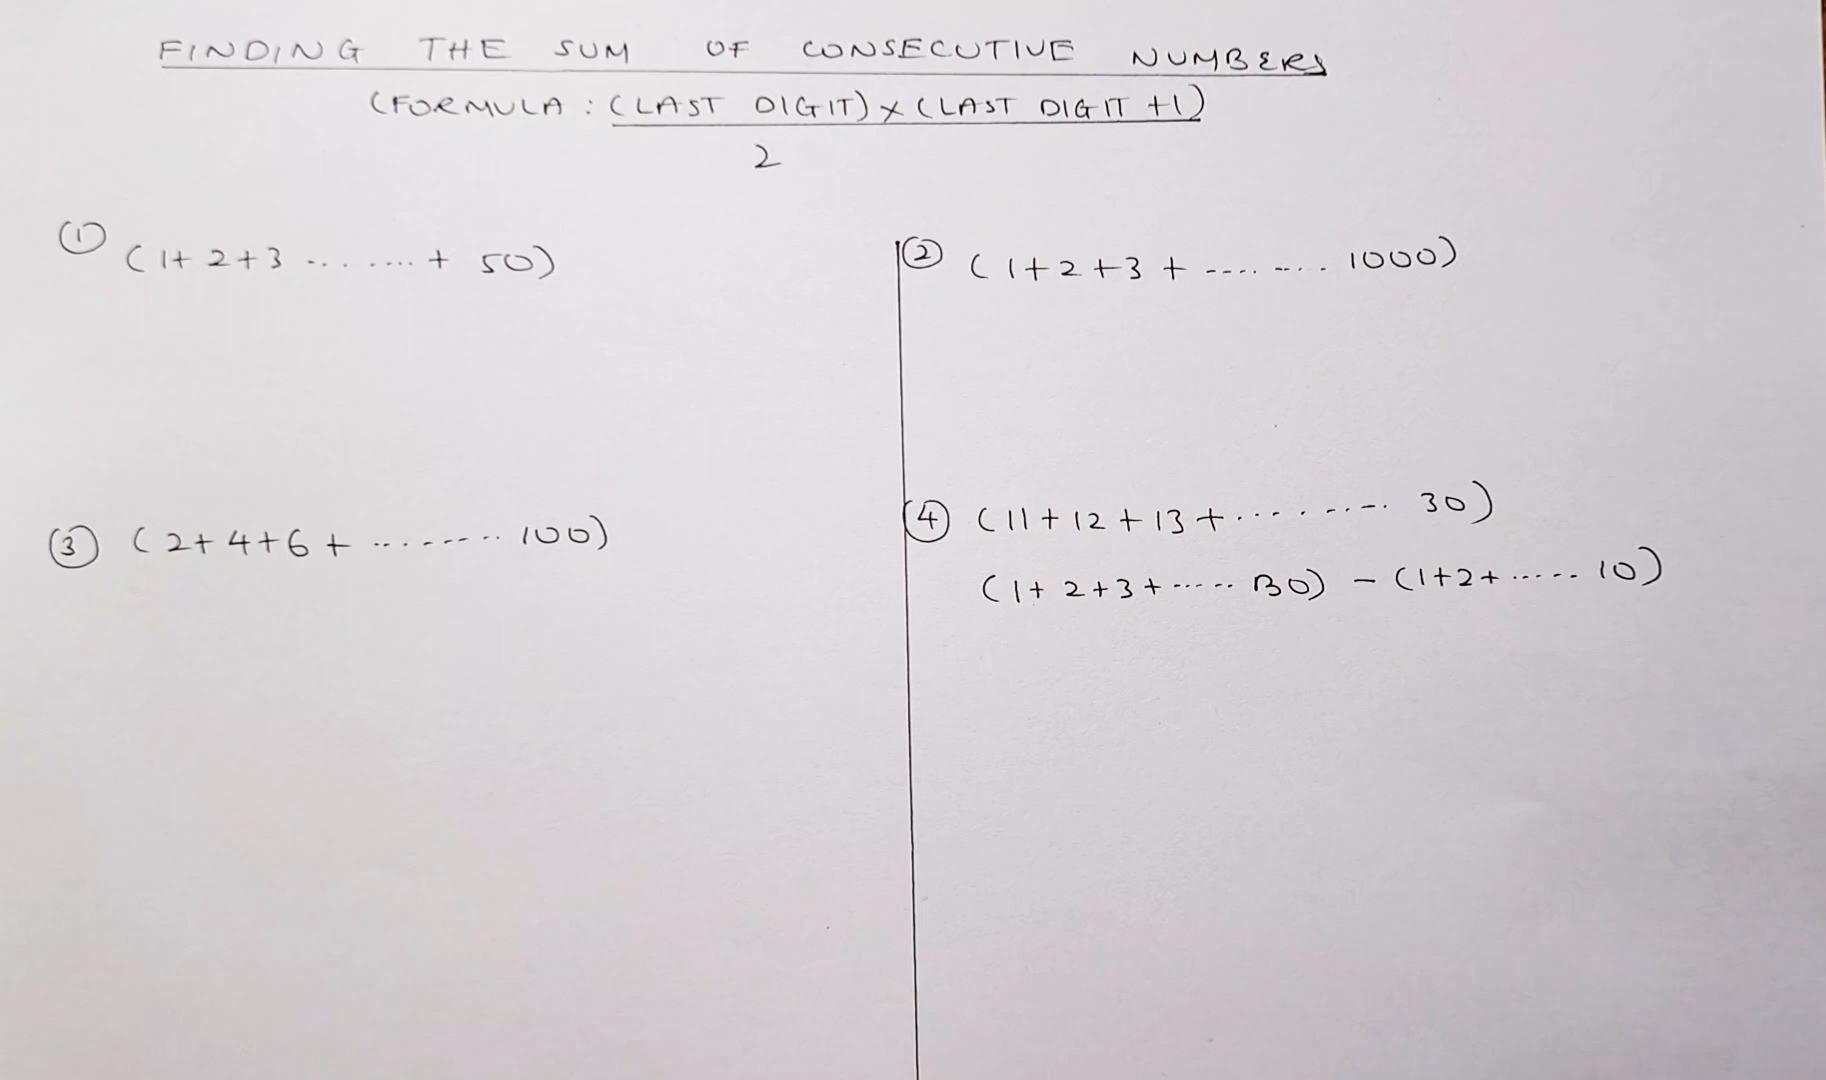 FINDING THE SUM OF CONSECUTIVE NUMBERS
(FORMULA : (LAST DIGIT) x (LAST DIGIT +1)
2
① (1+2+3 ........ + 50)
② (1+2+3 + ........ 1000)
③ (2+4+6 + ......... 100)
④ (11+12+13+......... 30)
(1+2+3+...... 30) - (1+2+...... 10)